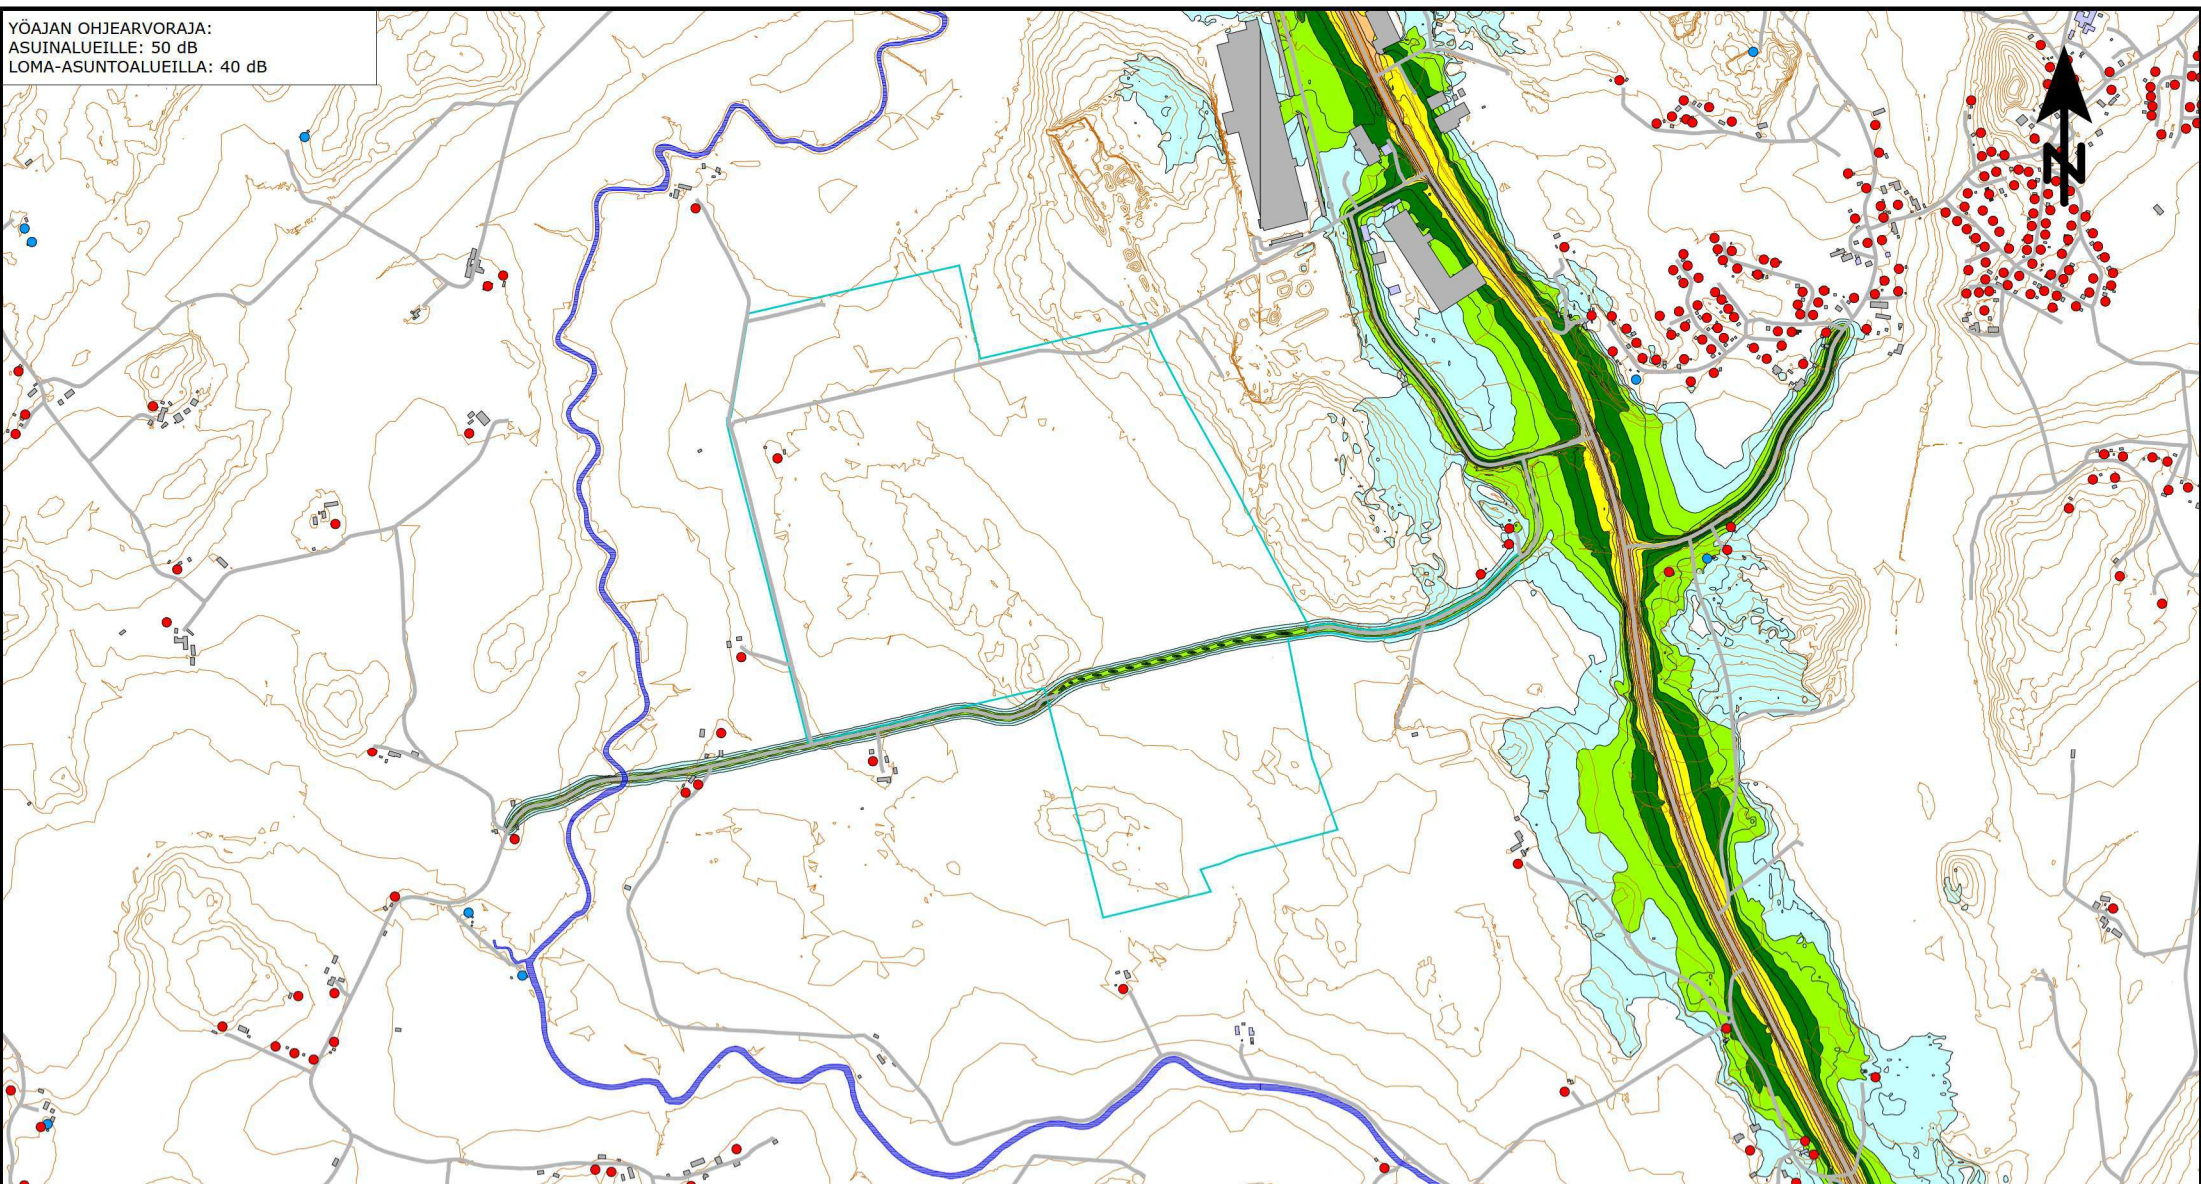 YÖAJAN OHJEARVORAJA:
ASUINALUEILLE: 50 dB
LOMA-ASUNTOALUEILLA: 40 dB
N